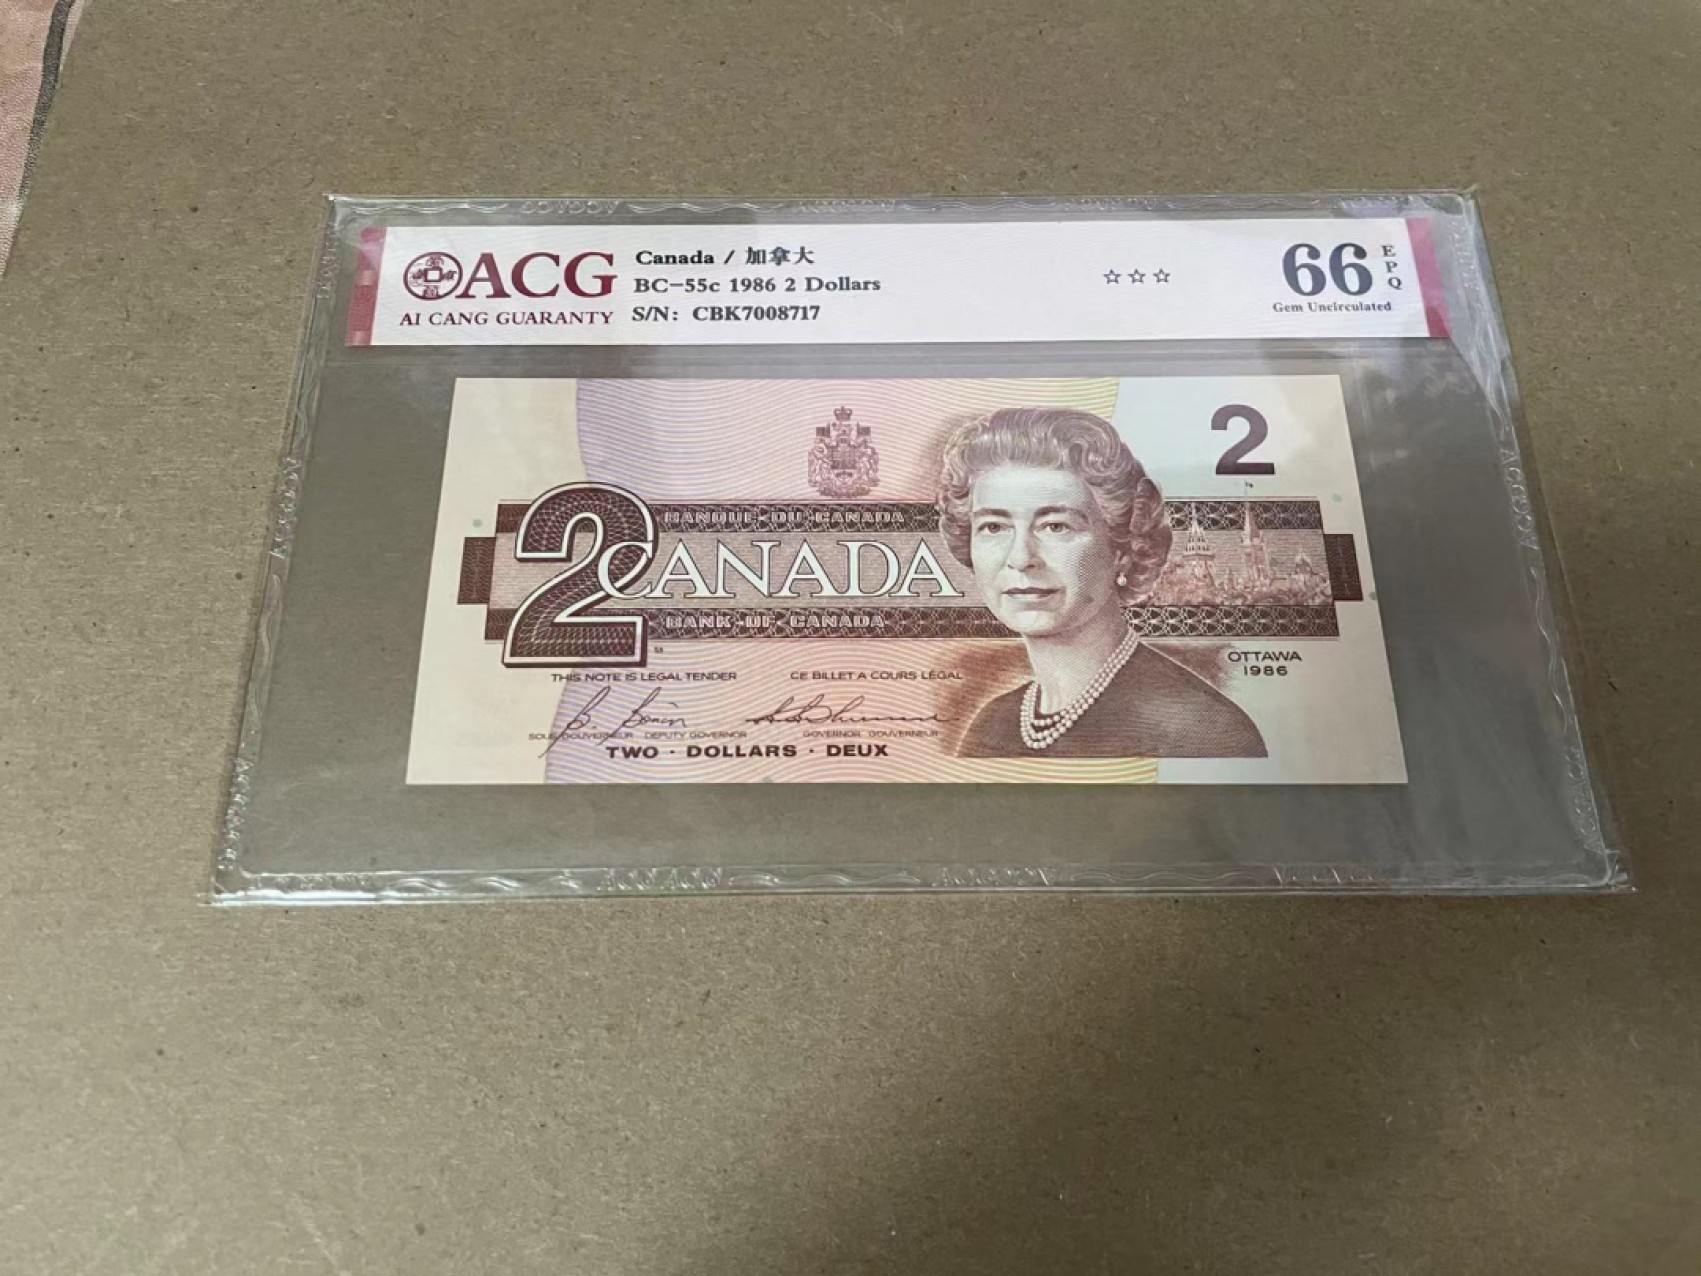 ACG
AI CANG GUARANTY
Canada / 加拿大
BC-55c 1986 2 Dollars
S/N: CBK7008717
☆☆☆
66
EPQ
Gem Uncirculated
2
BANQUE DU CANADA
2
CANADA
BANK OF CANADA
OTTAWA
1986
THIS NOTE IS LEGAL TENDER CE BILLET A COURS LÉGAL
SOUS GOUVERNEUR DEPUTY GOVERNOR GOVERNOR GOUVERNEUR
TWO · DOLLARS · DEUX